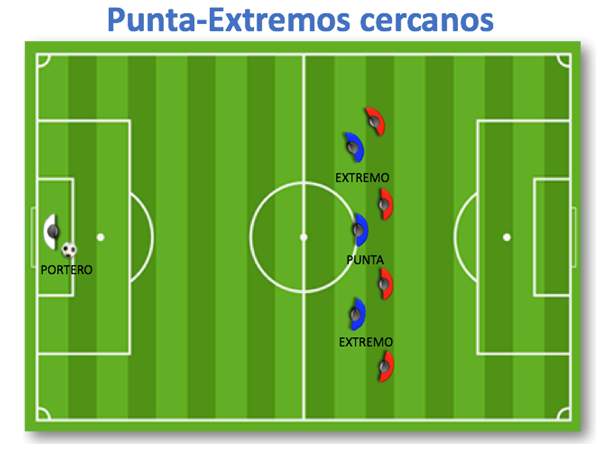 Punta-Extremos cercanos
EXTREMO
PUNTA
PORTERO
EXTREMO